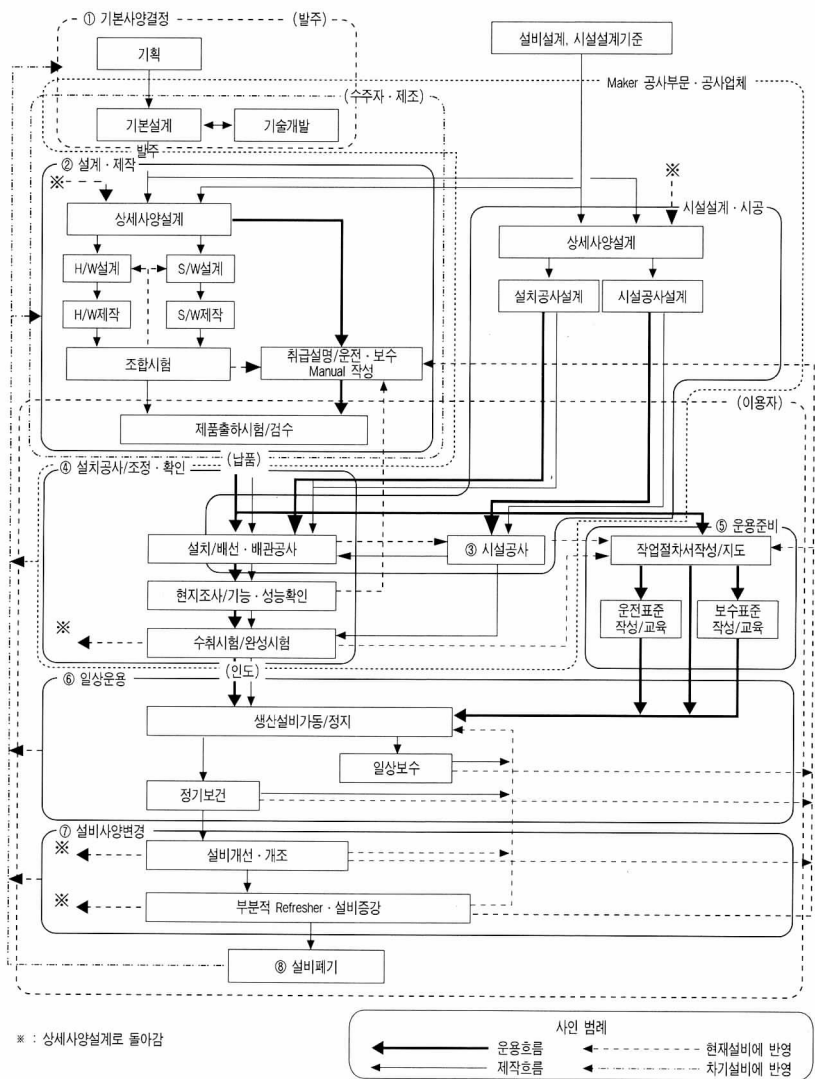 ① 기본사양결정
(발주)
기획
설비설계, 시설설계기준
Maker 공사부문 · 공사업체
(수주자 · 제조)
기본설계
기술개발
발주
② 설계 · 제작
※
※
시설설계 · 시공
상세사양설계
상세사양설계
H/W설계
S/W설계
설치공사설계
시설공사설계
H/W제작
S/W제작
조합시험
취급설명/운전 · 보수
Manual 작성
(이용자)
제품출하시험/검수
(납품)
④ 설치공사/조정 · 확인
⑤ 운용준비
설치/배선 · 배관공사
③ 시설공사
작업절차서작성/지도
현지조사/기능 · 성능확인
운전표준
작성/교육
보수표준
작성/교육
※
수취시험/완성시험
(인도)
⑥ 일상운용
생산설비가동/정지
일상보수
정기보건
⑦ 설비사양변경
※
설비개선 · 개조
※
부분적 Refresher · 설비증강
⑧ 설비폐기
※ : 상세사양설계로 돌아감
사인 범례
운용흐름
현재설비에 반영
제작흐름
차기설비에 반영